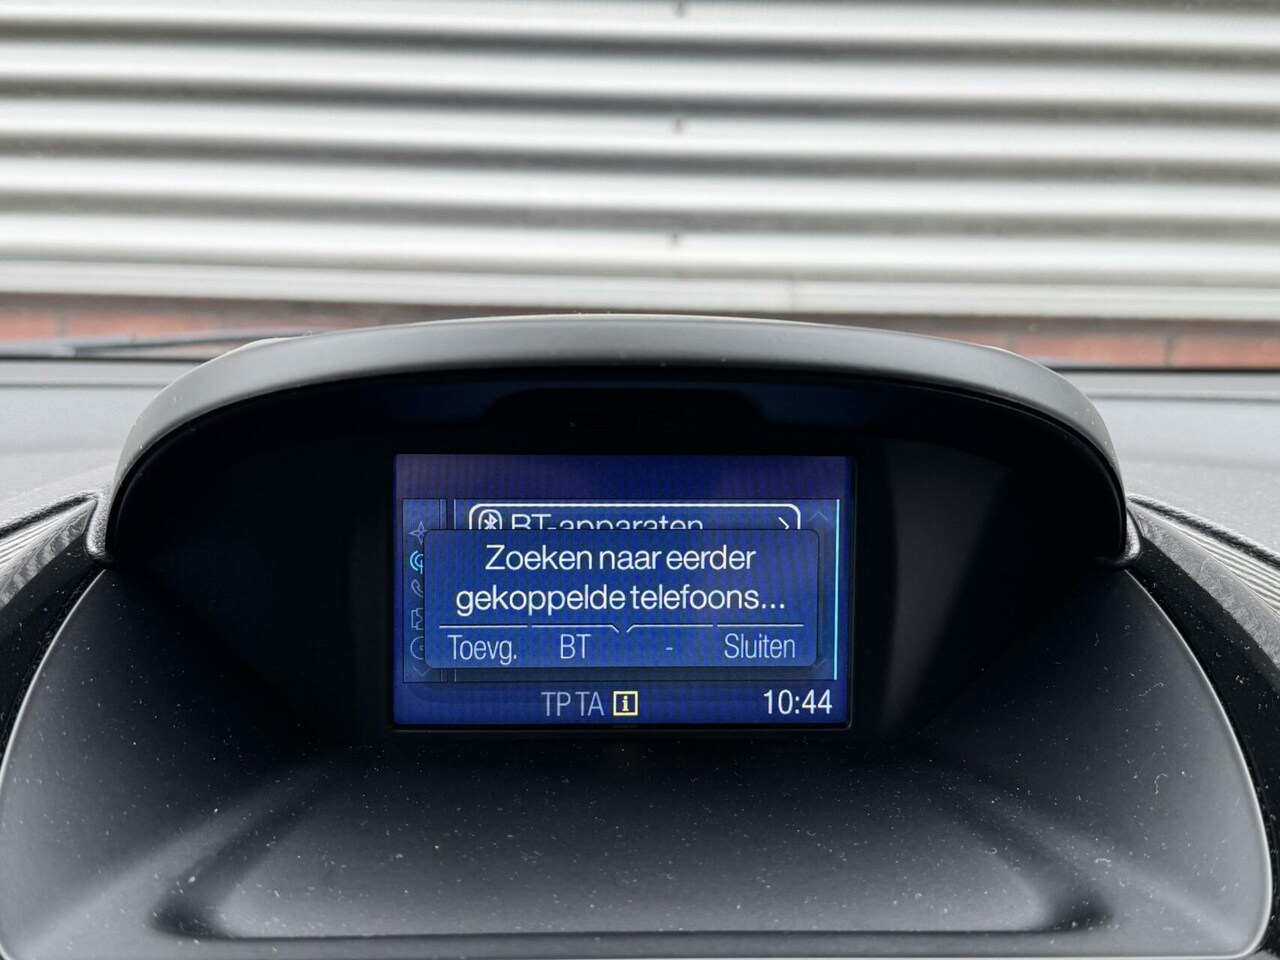 BT-apparaten
Zoeken naar eerder
gekoppelde telefoons...
Toevg. BT - Sluiten
TP TA i 10:44